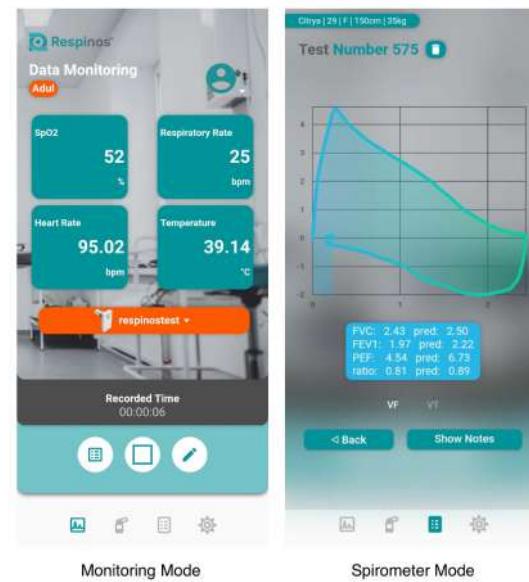 Respinos
Data Monitoring
Adul
SpO2
52
%
Respiratory Rate
25
bpm
Heart Rate
95.02
bpm
Temperature
39.14
°C
respinostest
Recorded Time
00:00:06
Monitoring Mode
Citrya | 29 | F | 150cm | 35kg
Test Number 575
4
3
2
1
0
-1
-2
0
1
2
FVC: 2.43 pred: 2.50
FEV1: 1.97 pred: 2.22
PEF: 4.54 pred: 6.73
ratio: 0.81 pred: 0.89
VF VT
Back
Show Notes
Spirometer Mode